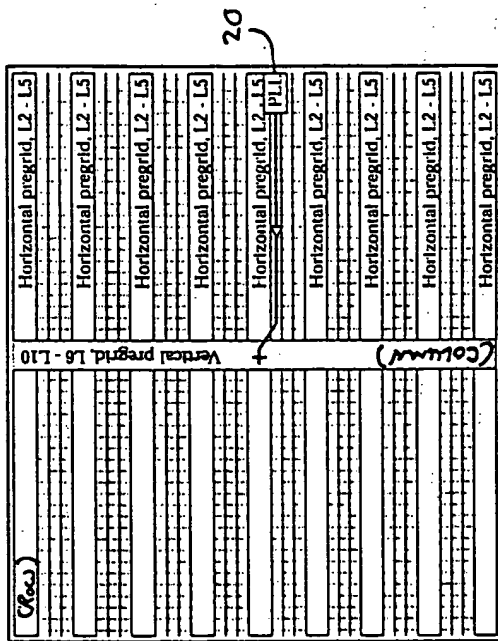 (Row)
Horizontal pregrid, L2 - L5
Horizontal pregrid, L2 - L5
Horizontal pregrid, L2 - L5
Horizontal pregrid, L2 - L5
Horizontal pregrid, L2 - L5
PLL
20
Horizontal pregrid, L2 - L5
Horizontal pregrid, L2 - L5
Horizontal pregrid, L2 - L5
Horizontal pregrid, L2 - L5
Vertical pregrid, L6 - L10
(Column)